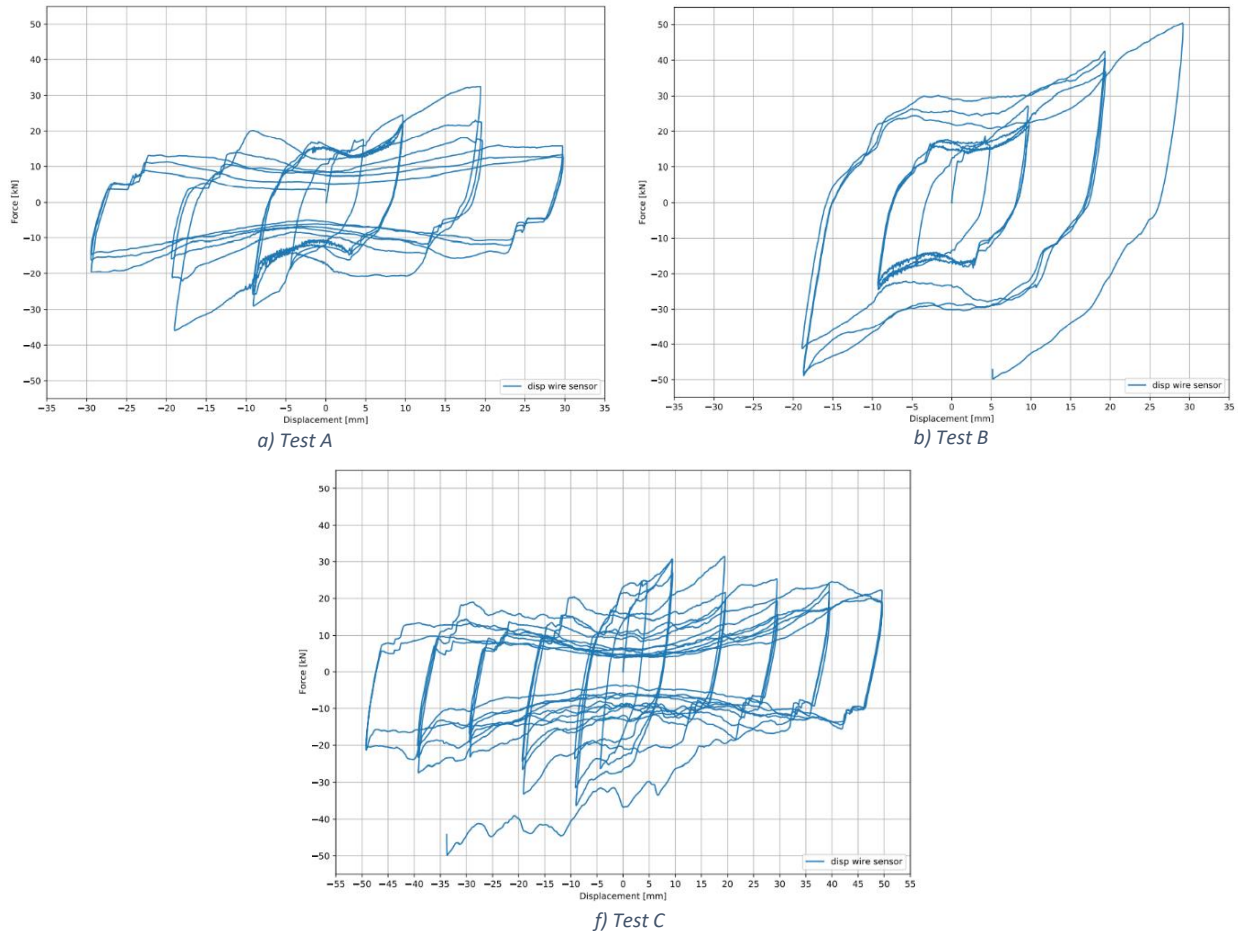 50
40
30
20
10
0
−10
−20
−30
−40
−50
Force [kN]
disp wire sensor
−35 −30 −25 −20 −15 −10 −5 0 5 10 15 20 25 30 35
Displacement [mm]
a) Test A
50
40
30
20
10
0
−10
−20
−30
−40
−50
Force [kN]
disp wire sensor
−35 −30 −25 −20 −15 −10 −5 0 5 10 15 20 25 30 35
Displacement [mm]
b) Test B
50
40
30
20
10
0
−10
−20
−30
−40
−50
Force [kN]
disp wire sensor
−55 −50 −45 −40 −35 −30 −25 −20 −15 −10 −5 0 5 10 15 20 25 30 35 40 45 50 55
Displacement [mm]
f) Test C